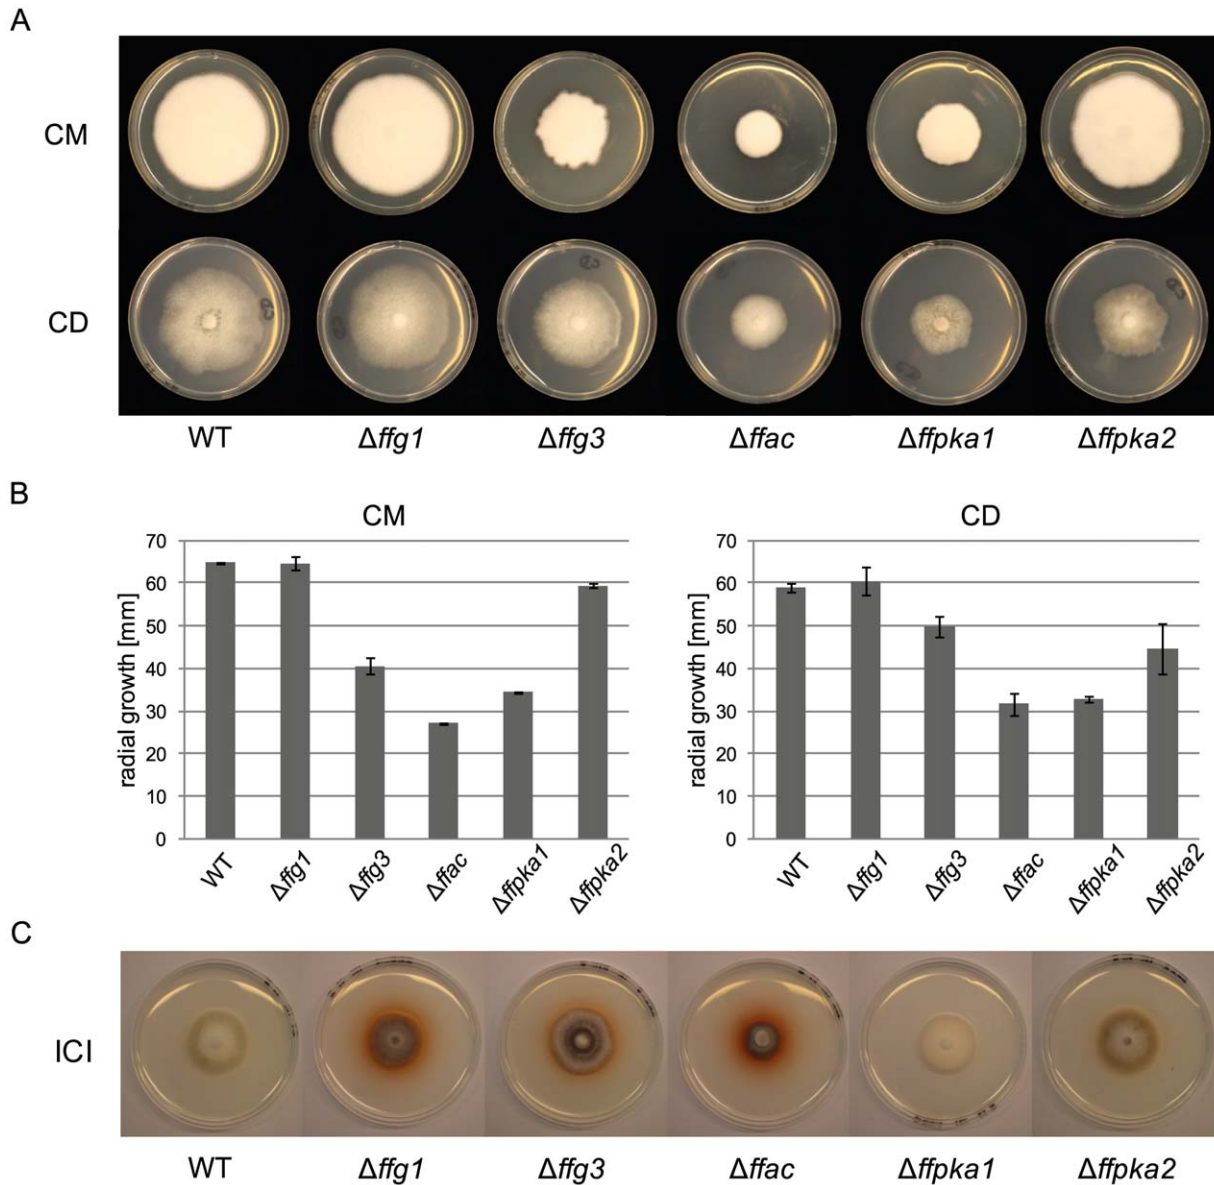 A
CM
CD
WT Δffg1 Δffg3 Δffac Δffpka1 Δffpka2
B
CM CD
radial growth [mm] radial growth [mm]
70 70
60 60
50 50
40 40
30 30
20 20
10 10
0 0
WT Δffg1 Δffg3 Δffac Δffpka1 Δffpka2 WT Δffg1 Δffg3 Δffac Δffpka1 Δffpka2
C
ICI
WT Δffg1 Δffg3 Δffac Δffpka1 Δffpka2